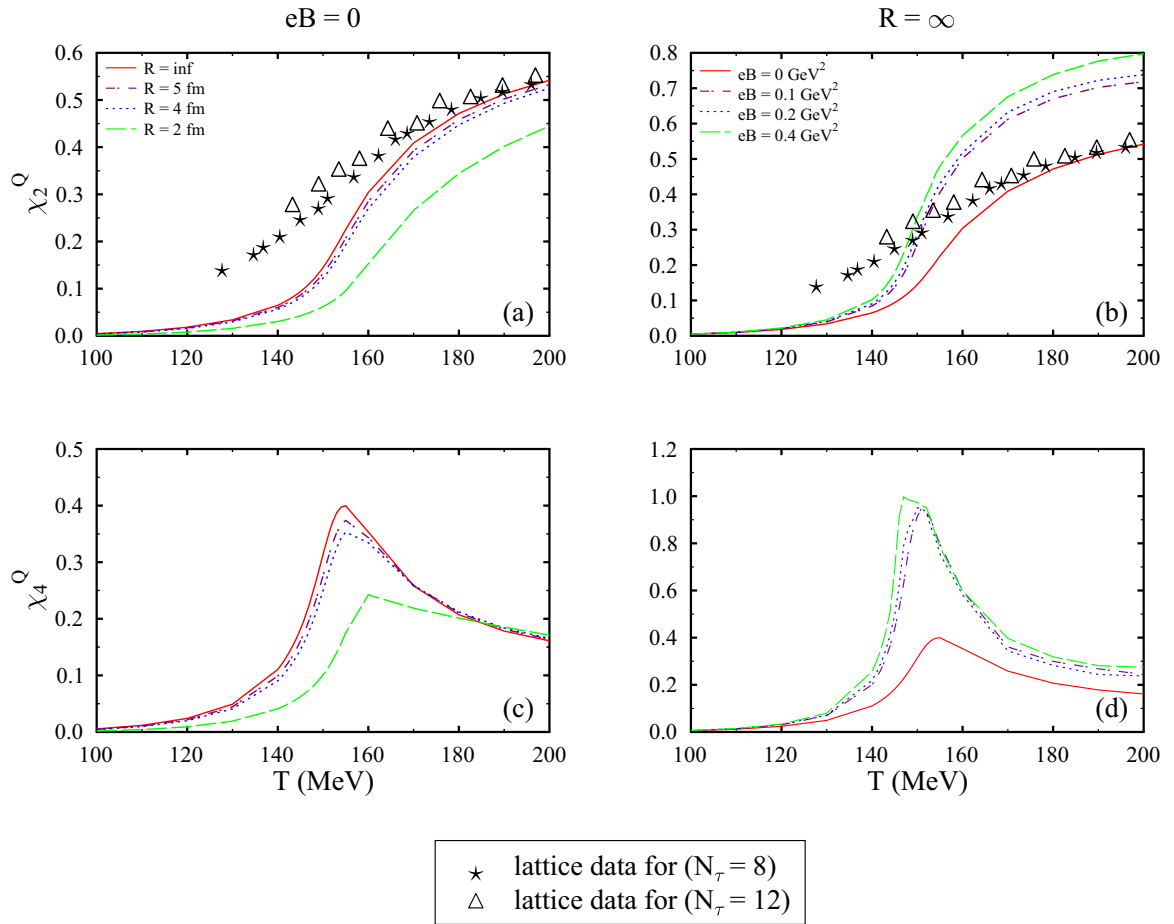 eB = 0
R = ∞
0.6
0.5
0.4
0.3
0.2
0.1
0.0
χ₂^Q
R = inf
R = 5 fm
R = 4 fm
R = 2 fm
(a)
100 120 140 160 180 200
0.8
0.7
0.6
0.5
0.4
0.3
0.2
0.1
0.0
eB = 0 GeV²
eB = 0.1 GeV²
eB = 0.2 GeV²
eB = 0.4 GeV²
(b)
100 120 140 160 180 200
0.5
0.4
0.3
0.2
0.1
0.0
χ₄^Q
(c)
100 120 140 160 180 200
T (MeV)
1.2
1.0
0.8
0.6
0.4
0.2
0.0
(d)
100 120 140 160 180 200
T (MeV)
lattice data for (N_τ = 8)
lattice data for (N_τ = 12)